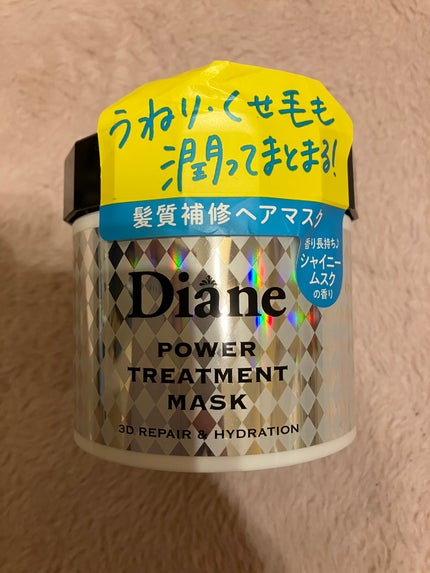 うねり・くせ毛も
潤ってまとまる!
髪質補修ヘアマスク
香り長持ち♪
シャイニー
ムスク
の香り
Diane
POWER
TREATMENT
MASK
3D REPAIR & HYDRATION